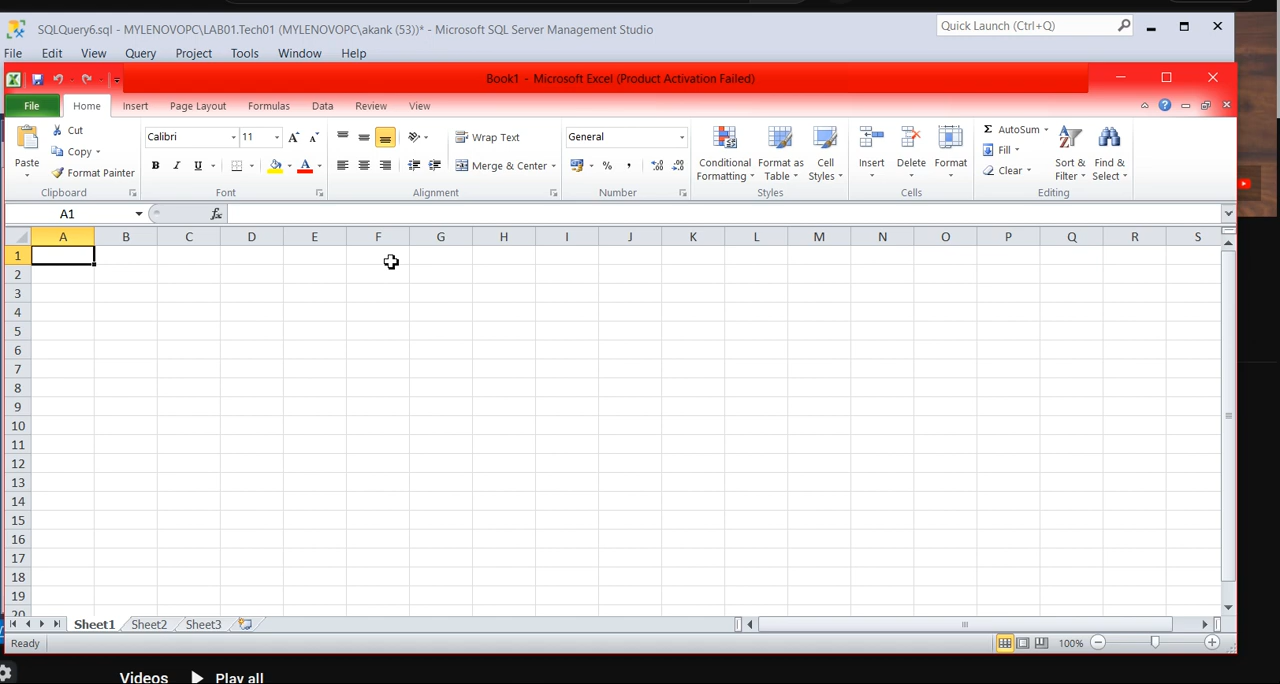 SQLQuery6.sql - MYLENOVOPC\LAB01.Tech01 (MYLENOVOPC\akank (53))* - Microsoft SQL Server Management Studio
Quick Launch (Ctrl+Q)
File Edit View Query Project Tools Window Help
Book1 - Microsoft Excel (Product Activation Failed)
File Home Insert Page Layout Formulas Data Review View
Paste
Cut
Copy
Format Painter
Clipboard
Calibri 11
B I U
Font
Wrap Text
Merge & Center
Alignment
General
%
Number
Conditional Formatting
Format as Table
Cell Styles
Styles
Insert Delete Format
Cells
Σ AutoSum
Fill
Clear
Sort & Filter
Find & Select
Editing
A1
fx
A B C D E F G H I J K L M N O P Q R S
1
2
3
4
5
6
7
8
9
10
11
12
13
14
15
16
17
18
19
20
Sheet1 Sheet2 Sheet3
Ready
100%
Videos Play all